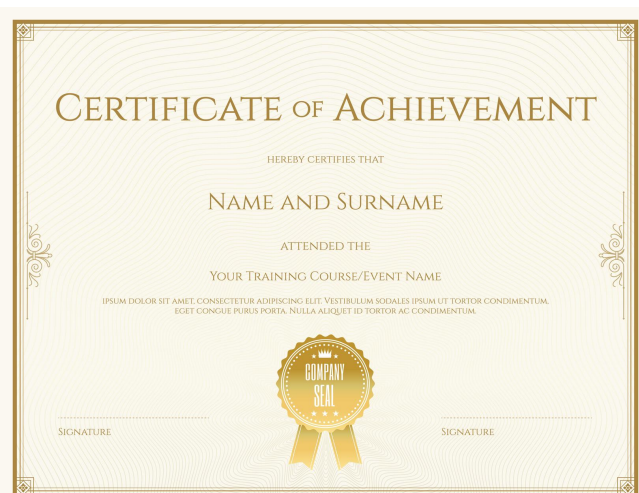 Certificate of Achievement
hereby certifies that
Name and Surname
attended the
Your Training Course/Event Name
ipsum dolor sit amet, consectetur adipiscing elit. Vestibulum sodales ipsum ut tortor condimentum,
eget congue purus porta. Nulla aliquet id tortor ac condimentum.
COMPANY
SEAL
Signature
Signature